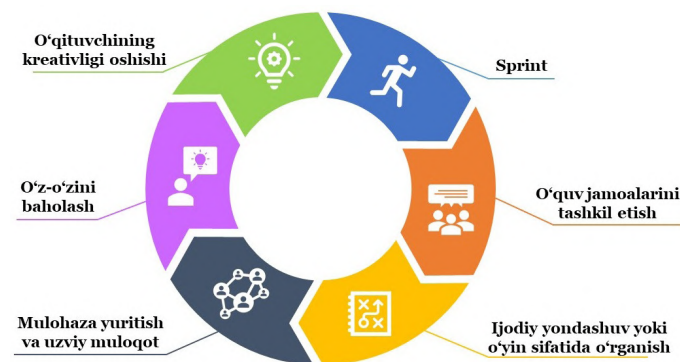 O‘qituvchining
kreativligi oshishi
Sprint
O‘z-o‘zini
baholash
O‘quv jamoalarini
tashkil etish
Mulohaza yuritish
va uzviy muloqot
Ijodiy yondashuv yoki
o‘yin sifatida o‘rganish